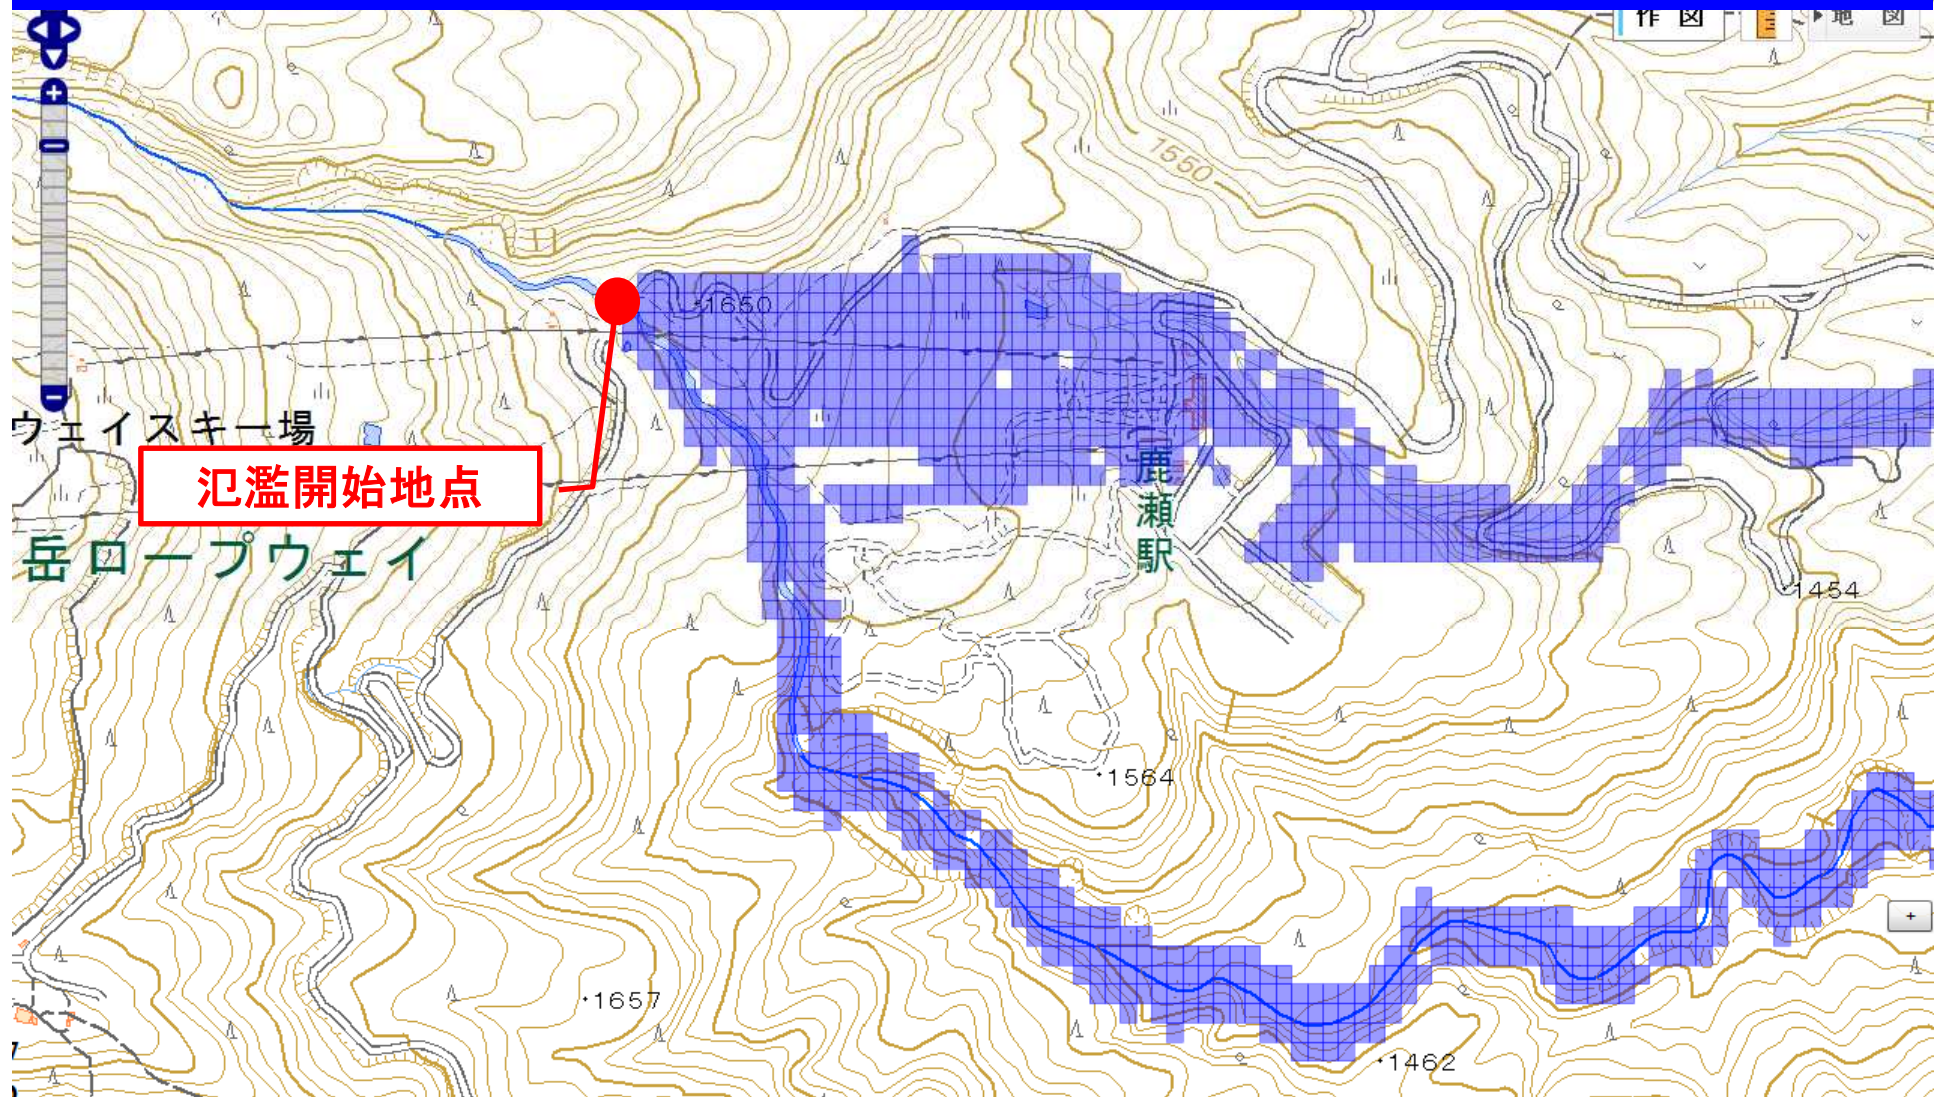 作 図
地 図
1550
1650
ウェイスキー場
氾濫開始地点
鹿瀬駅
岳ロープウェイ
1454
1564
+
1657
1462